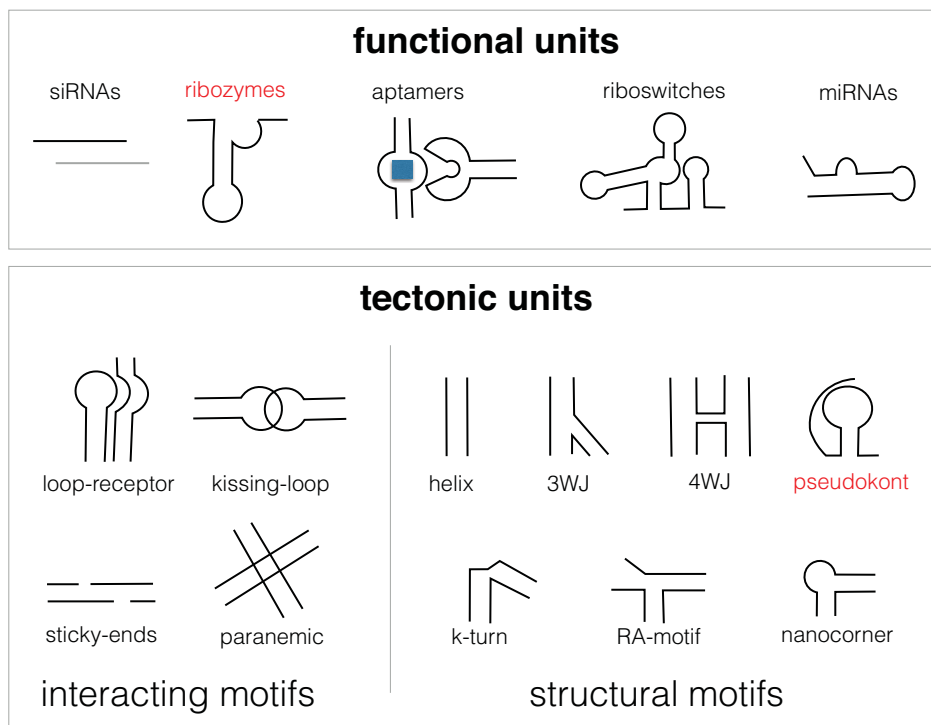 functional units
siRNAs
ribozymes
aptamers
riboswitches
miRNAs
tectonic units
loop-receptor
kissing-loop
helix
3WJ
4WJ
pseudokont
sticky-ends
paranemic
k-turn
RA-motif
nanocorner
interacting motifs
structural motifs